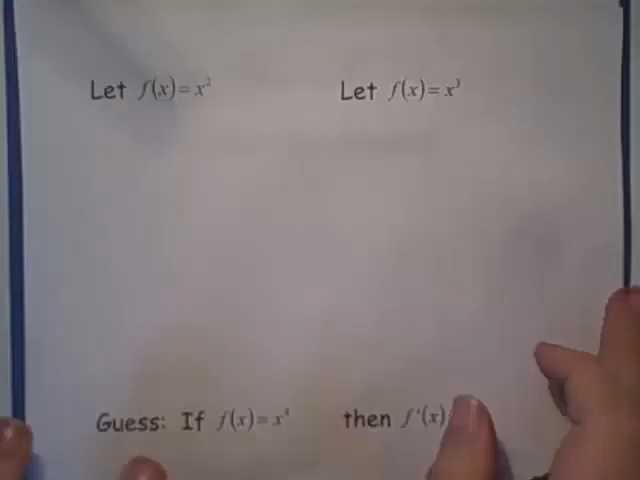 Let f(x)=x² Let f(x)=x³
Guess: If f(x)=x⁴ then f'(x)